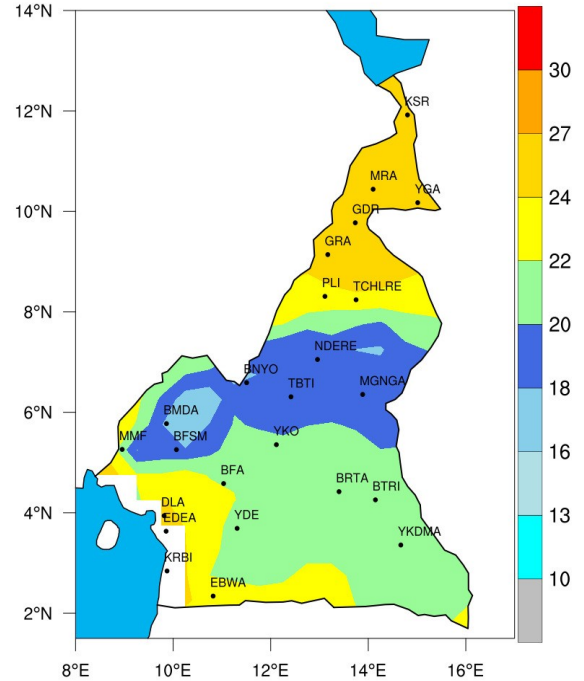 14°N
12°N
10°N
8°N
6°N
4°N
2°N
8°E
10°E
12°E
14°E
16°E
KSR
MRA
YGA
GDR
GRA
PLI
TCHLRE
NDERE
BNYO
TBTI
MGNGA
BMDA
MMF
BFSM
YKO
BFA
BRTA
BTRI
DLA
EDEA
YDE
YKDMA
KRBI
EBWA
30
27
24
22
20
18
16
13
10